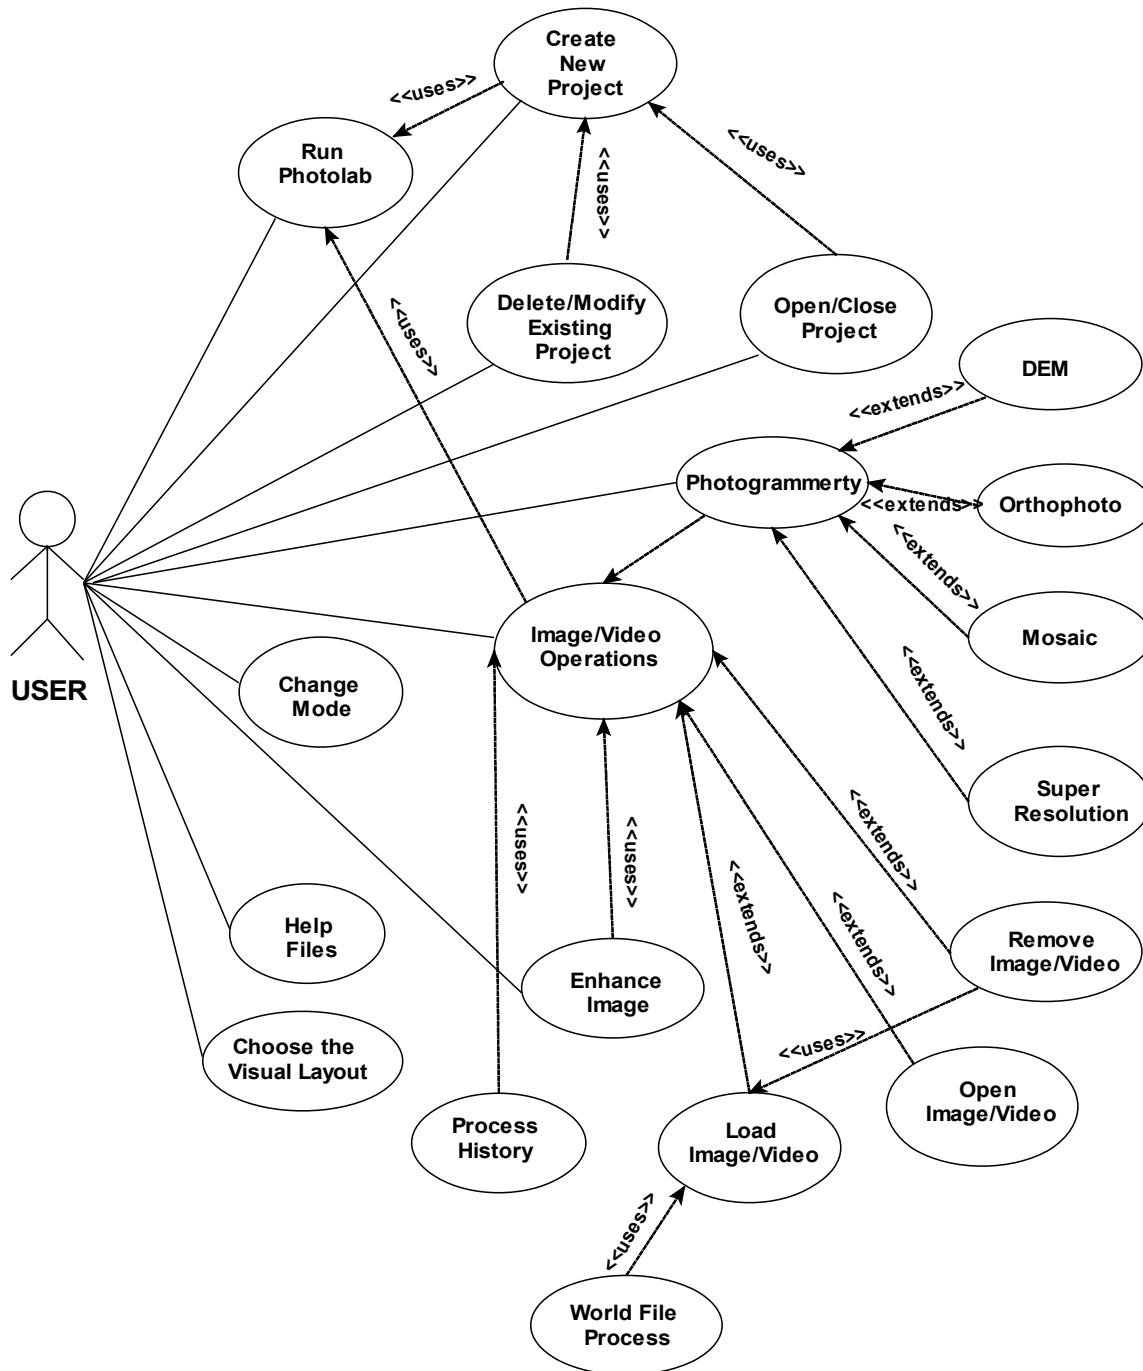 Create
New
Project
<<uses>>
Run
Photolab
<<uses>>
<<uses>>
Delete/Modify
Existing
Project
Open/Close
Project
<<uses>>
DEM
<<extends>>
Photogrammerty
<<extends>>
Orthophoto
<<extends>>
Mosaic
Image/Video
Operations
USER
Change
Mode
<<extends>>
Super
Resolution
<<uses>>
<<uses>>
<<extends>>
<<extends>>
<<extends>>
Help
Files
Enhance
Image
Remove
Image/Video
<<uses>>
Choose the
Visual Layout
Process
History
Load
Image/Video
Open
Image/Video
<<uses>>
World File
Process